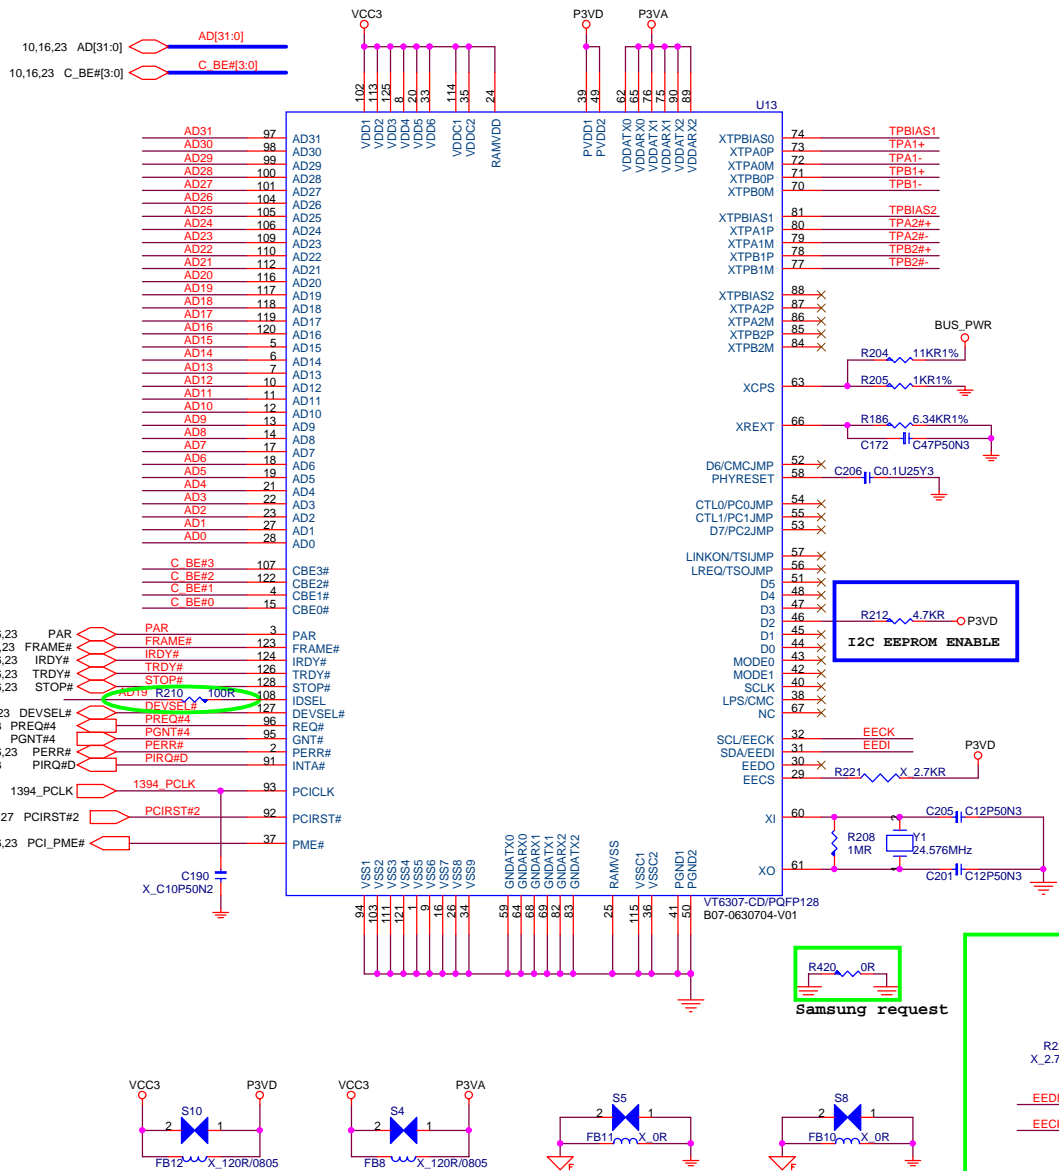 VCC3 P3VD P3VA
10,16,23 AD[31:0] AD[31:0]
10,16,23 C_BE#[3:0] C_BE#[3:0]
102 113 125 8 20 33 114 35 24 39 49 62 65 76 75 90 89
U13
VDD1 VDD2 VDD3 VDD4 VDD5 VDD6 VDDC1 VDDC2 RAMVDD PVDD1 PVDD2 VDDATX0 VDDARX0 VDDATX1 VDDARX1 VDDATX2 VDDARX2
AD31 97 AD31
AD30 98 AD30
AD29 99 AD29
AD28 100 AD28
AD27 101 AD27
AD26 104 AD26
AD25 105 AD25
AD24 106 AD24
AD23 109 AD23
AD22 110 AD22
AD21 112 AD21
AD20 116 AD20
AD19 117 AD19
AD18 118 AD18
AD17 119 AD17
AD16 120 AD16
AD15 5 AD15
AD14 6 AD14
AD13 7 AD13
AD12 10 AD12
AD11 11 AD11
AD10 12 AD10
AD9 13 AD9
AD8 14 AD8
AD7 17 AD7
AD6 18 AD6
AD5 19 AD5
AD4 21 AD4
AD3 22 AD3
AD2 23 AD2
AD1 27 AD1
AD0 28 AD0
C_BE#3 107 CBE3#
C_BE#2 122 CBE2#
C_BE#1 4 CBE1#
C_BE#0 15 CBE0#
,23 PAR PAR 3 PAR
,23 FRAME# FRAME# 123 FRAME#
,23 IRDY# IRDY# 124 IRDY#
,23 TRDY# TRDY# 126 TRDY#
,23 STOP# STOP# 128 STOP#
AD19 R210 100R 108 IDSEL
23 DEVSEL# DEVSEL# 127 DEVSEL#
PREQ#4 PREQ#4 96 REQ#
PGNT#4 PGNT#4 95 GNT#
,23 PERR# PERR# 2 PERR#
PIRQ#D PIRQ#D 91 INTA#
1394_PCLK 1394_PCLK 93 PCICLK
27 PCIRST#2 PCIRST#2 92 PCIRST#
,23 PCI_PME# 37 PME#
C190
X_C10P50N2
XTPBIAS0 74 TPBIAS1
XTPA0P 73 TPA1+
XTPA0M 72 TPA1-
XTPB0P 71 TPB1+
XTPB0M 70 TPB1-
XTPBIAS1 81 TPBIAS2
XTPA1P 80 TPA2#+
XTPA1M 79 TPA2#-
XTPB1P 78 TPB2#+
XTPB1M 77 TPB2#-
XTPBIAS2 88
XTPA2P 87
XTPA2M 86
XTPB2P 85
XTPB2M 84
BUS_PWR
R204 11KR1%
XCPS 63 R205 1KR1%
XREXT 66 R186 6.34KR1%
C172 C47P50N3
D6/CMCJMP 52
PHYRESET 58 C206 C0.1U25Y3
CTL0/PC0JMP 54
CTL1/PC1JMP 55
D7/PC2JMP 53
LINKON/TSIJMP 57
LREQ/TSOJMP 56
D5 51
D4 48
D3 47
D2 46 R212 4.7KR P3VD
D1 45
D0 44
I2C EEPROM ENABLE
MODE0 43
MODE1 42
SCLK 40
LPS/CMC 38
NC 67
SCL/EECK 32 EECK
SDA/EEDI 31 EEDI
EEDO 30
EECS 29 R221 X_2.7KR P3VD
XI 60 C205 C12P50N3
R208 1MR
2 Y1 24.576MHz 1
XO 61 C201 C12P50N3
VSS1 VSS2 VSS3 VSS4 VSS5 VSS6 VSS7 VSS8 VSS9 GNDATX0 GNDARX0 GNDARX1 GNDATX1 GNDARX2 GNDATX2 RAMVSS VSSC1 VSSC2 PGND1 PGND2
94 103 111 121 1 9 16 26 34 59 64 68 69 82 83 25 115 36 41 50
VT6307-CD/PQFP128
B07-0630704-V01
R420 0R
Samsung request
R2
X_2.7
EEDI
VCC3 P3VD
S10
2 1
FB12 X_120R/0805
VCC3 P3VA
S4
2 1
FB8 X_120R/0805
S5
2 1
FB11 X_0R
F
S8
2 1
FB10 X_0R
F